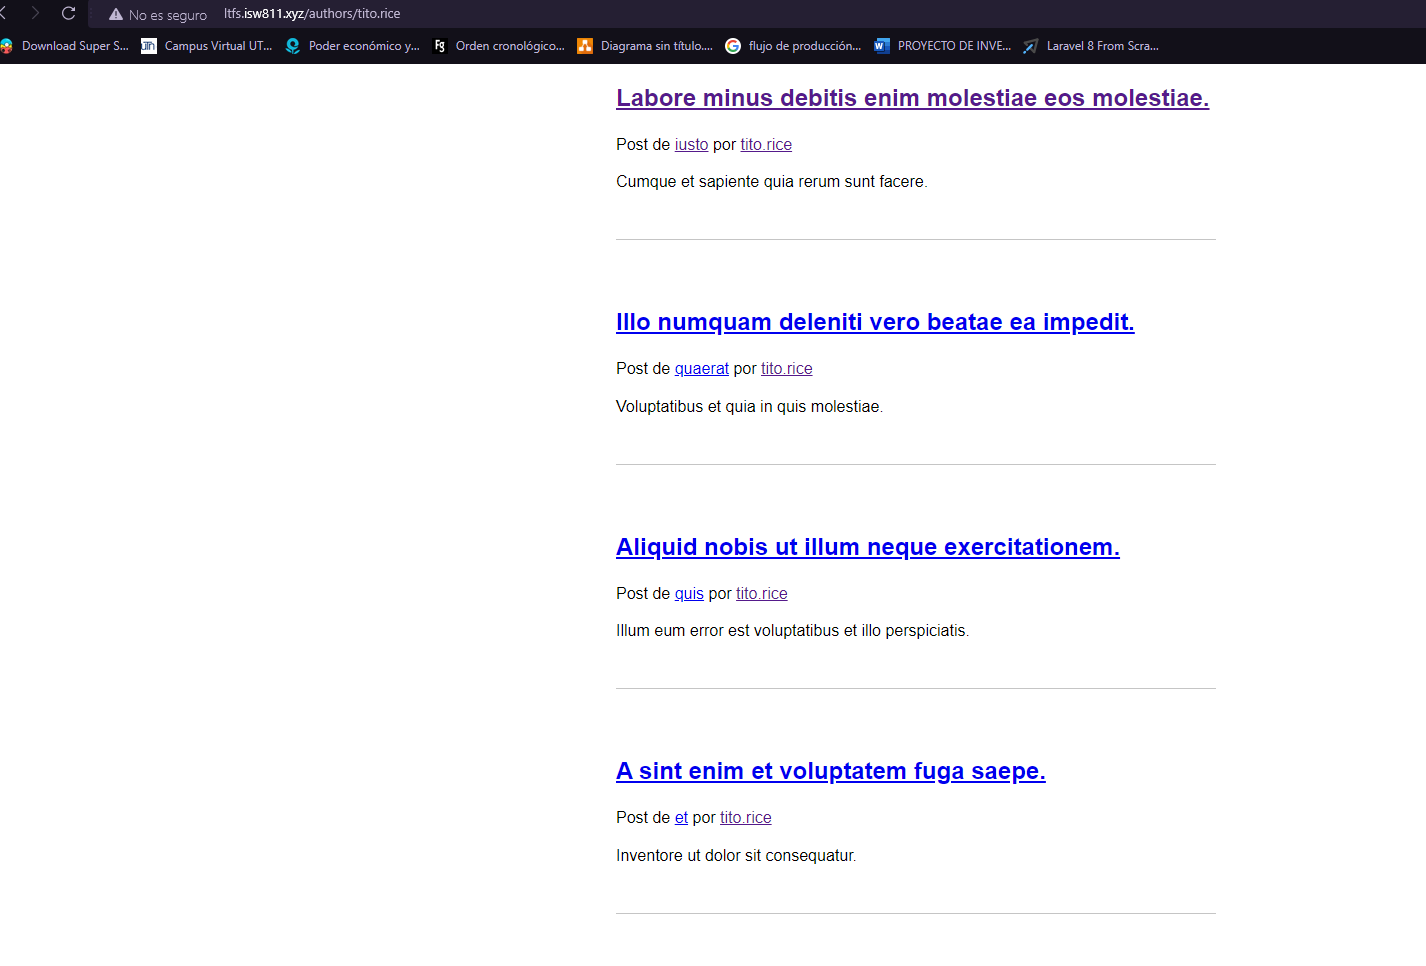 No es seguro ltfs.isw811.xyz/authors/tito.rice
Download Super S... UTN Campus Virtual UT... Poder económico y... Fg Orden cronológico... Diagrama sin título.... G flujo de producción... W PROYECTO DE INVE... Laravel 8 From Scra...
Labore minus debitis enim molestiae eos molestiae.
Post de iusto por tito.rice
Cumque et sapiente quia rerum sunt facere.
Illo numquam deleniti vero beatae ea impedit.
Post de quaerat por tito.rice
Voluptatibus et quia in quis molestiae.
Aliquid nobis ut illum neque exercitationem.
Post de quis por tito.rice
Illum eum error est voluptatibus et illo perspiciatis.
A sint enim et voluptatem fuga saepe.
Post de et por tito.rice
Inventore ut dolor sit consequatur.